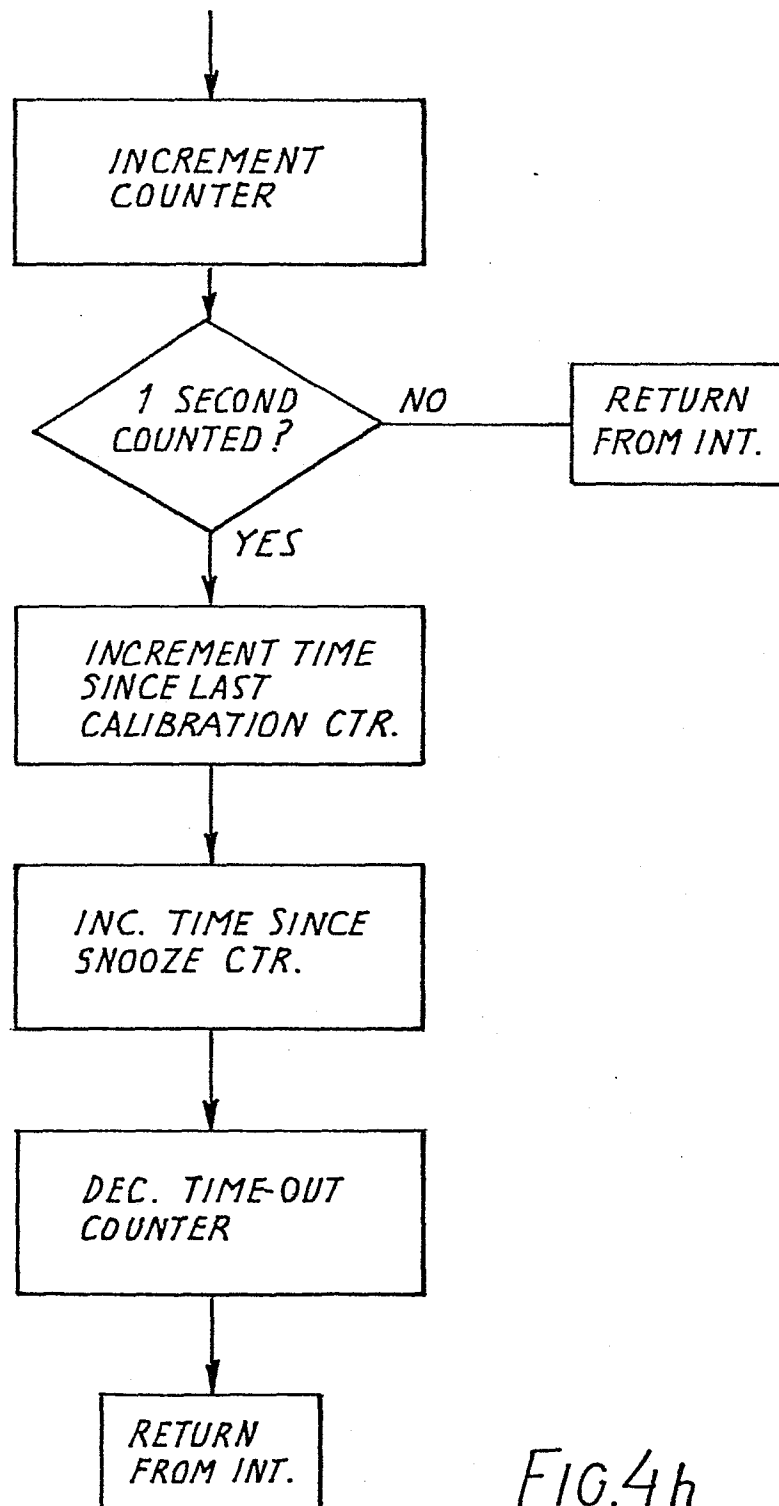 INCREMENT
COUNTER
1 SECOND
COUNTED?
NO
RETURN
FROM INT.
YES
INCREMENT TIME
SINCE LAST
CALIBRATION CTR.
INC. TIME SINCE
SNOOZE CTR.
DEC. TIME-OUT
COUNTER
RETURN
FROM INT.
FIG.4h